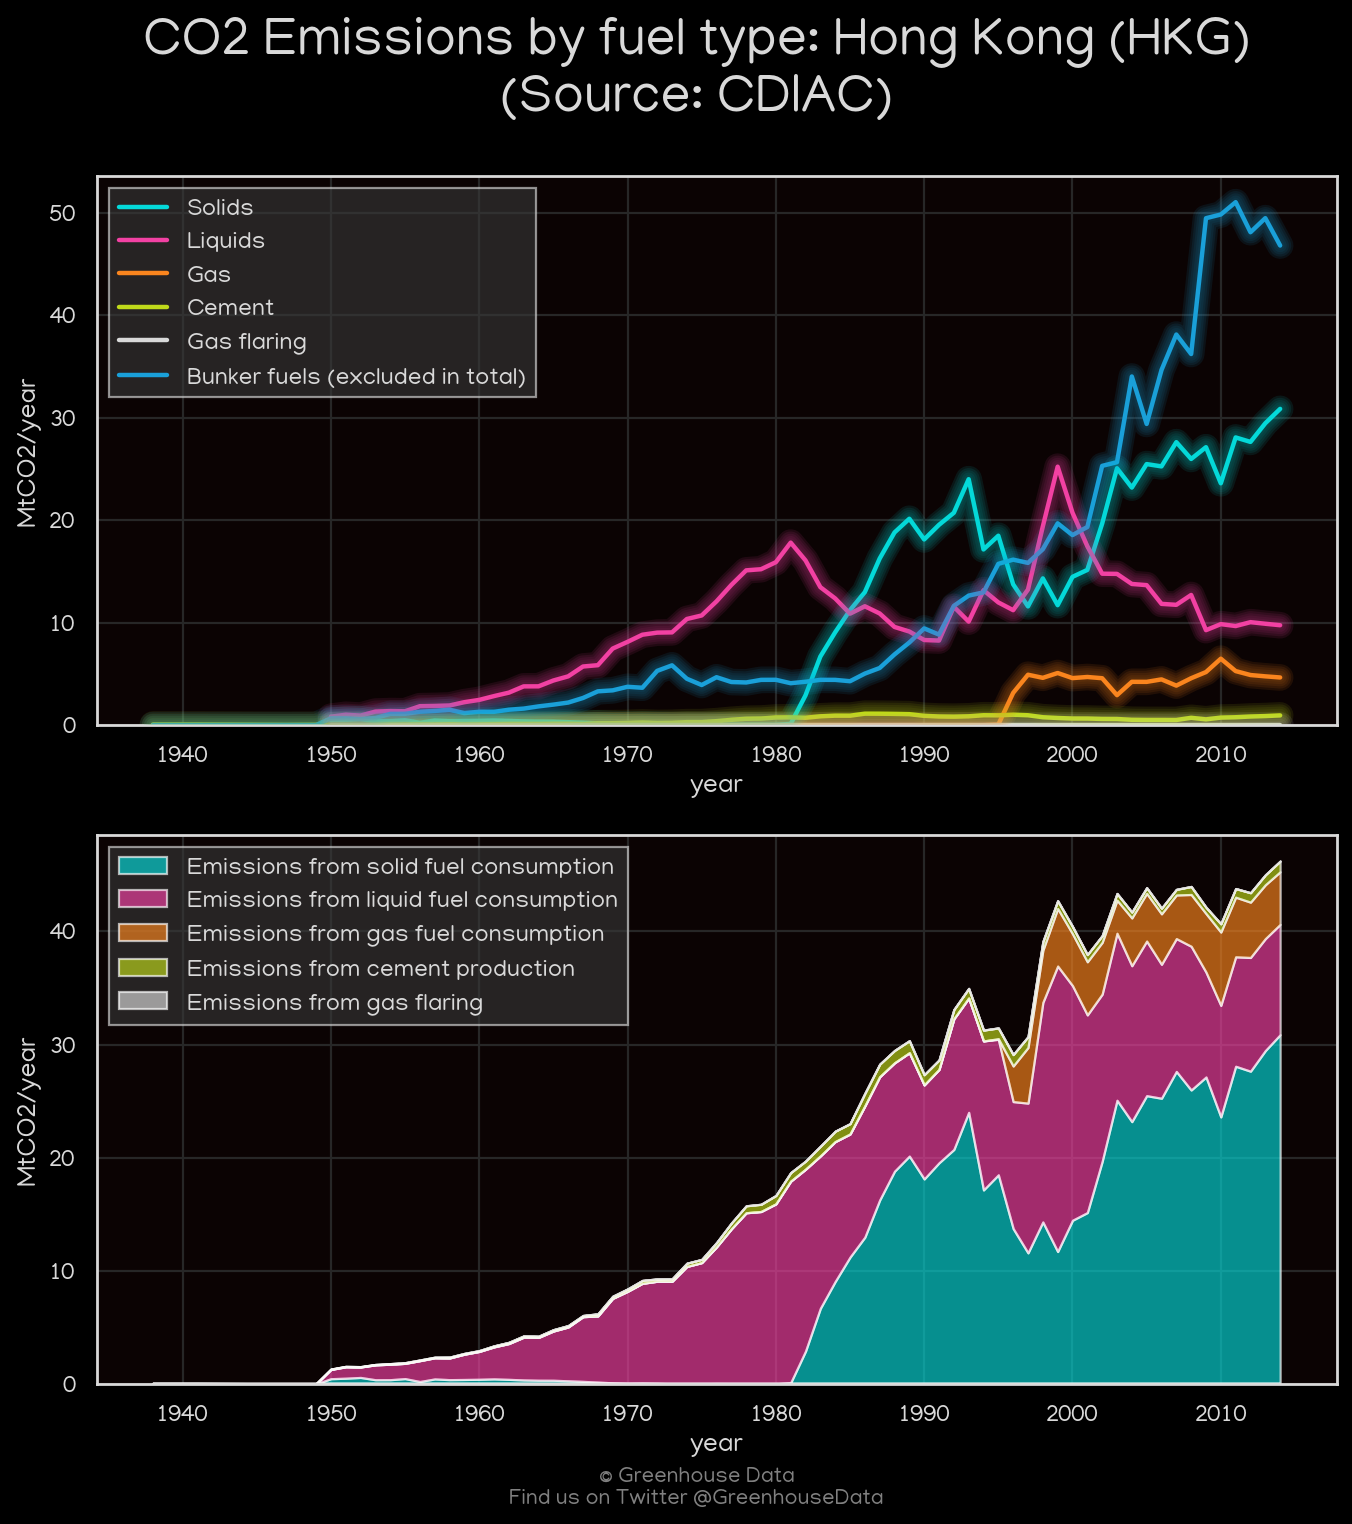 CO2 Emissions by fuel type: Hong Kong (HKG)
(Source: CDIAC)
Solids
Liquids
Gas
Cement
Gas flaring
Bunker fuels (excluded in total)
MtCO2/year
50
40
30
20
10
0
1940 1950 1960 1970 1980 1990 2000 2010
year
Emissions from solid fuel consumption
Emissions from liquid fuel consumption
Emissions from gas fuel consumption
Emissions from cement production
Emissions from gas flaring
MtCO2/year
40
30
20
10
0
1940 1950 1960 1970 1980 1990 2000 2010
year
© Greenhouse Data
Find us on Twitter @GreenhouseData